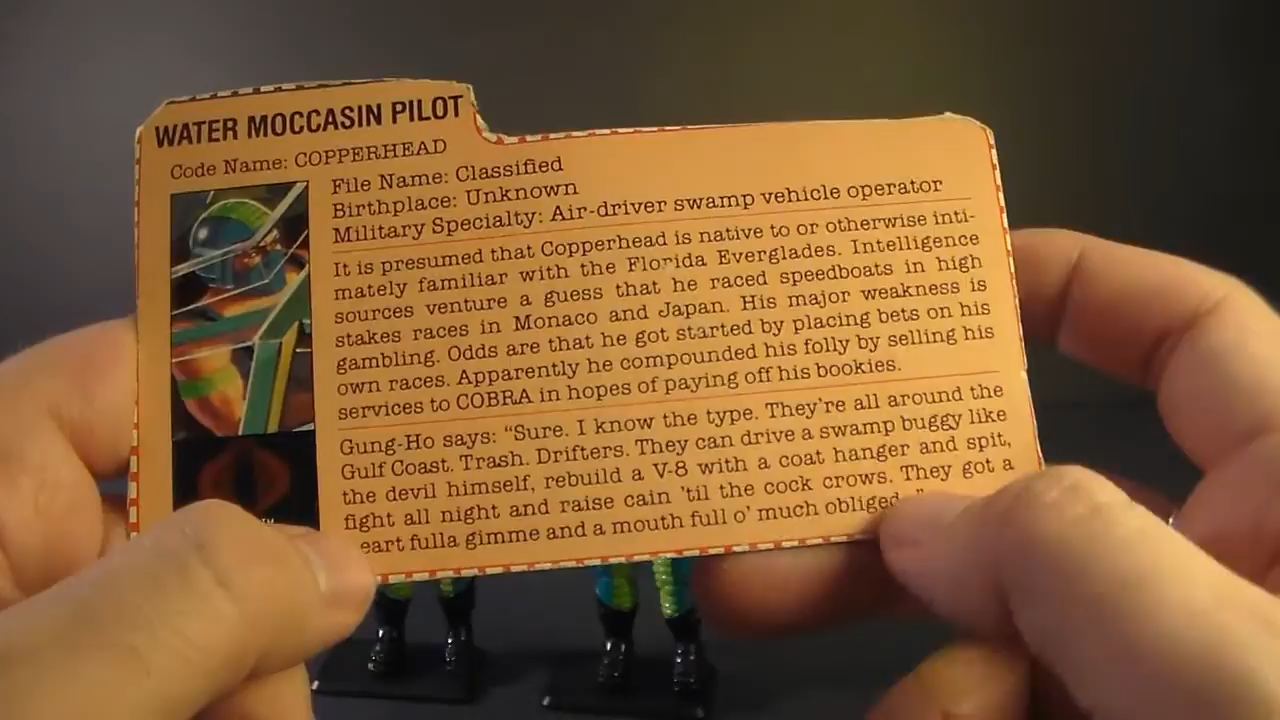 WATER MOCCASIN PILOT
Code Name: COPPERHEAD
File Name: Classified
Birthplace: Unknown
Military Specialty: Air-driver swamp vehicle operator
It is presumed that Copperhead is native to or otherwise inti-
mately familiar with the Florida Everglades. Intelligence
sources venture a guess that he raced speedboats in high
stakes races in Monaco and Japan. His major weakness is
gambling. Odds are that he got started by placing bets on his
own races. Apparently he compounded his folly by selling his
services to COBRA in hopes of paying off his bookies.
Gung-Ho says: “Sure. I know the type. They’re all around the
Gulf Coast. Trash. Drifters. They can drive a swamp buggy like
the devil himself, rebuild a V-8 with a coat hanger and spit,
fight all night and raise cain ’til the cock crows. They got a
eart fulla gimme and a mouth full o’ much obliged